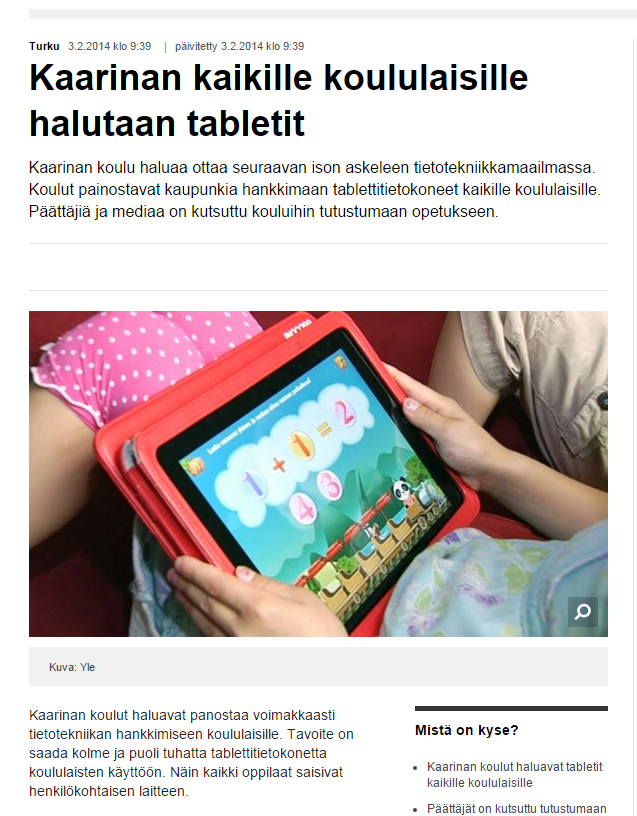 Turku 3.2.2014 klo 9:39 | päivitetty 3.2.2014 klo 9:39
Kaarinan kaikille koululaisille
halutaan tabletit
Kaarinan koulu haluaa ottaa seuraavan ison askeleen tietotekniikkamaailmassa.
Koulut painostavat kaupunkia hankkimaan tablettitietokoneet kaikille koululaisille.
Päättäjiä ja mediaa on kutsuttu kouluihin tutustumaan opetukseen.
1 + 1 = 2
4 3
Kuva: Yle
Kaarinan koulut haluavat panostaa voimakkaasti
tietotekniikan hankkimiseen koululaisille. Tavoite on
saada kolme ja puoli tuhatta tablettitietokonetta
koululaisten käyttöön. Näin kaikki oppilaat saisivat
henkilökohtaisen laitteen.
Mistä on kyse?
Kaarinan koulut haluavat tabletit
kaikille koululaisille
Päättäjät on kutsuttu tutustumaan